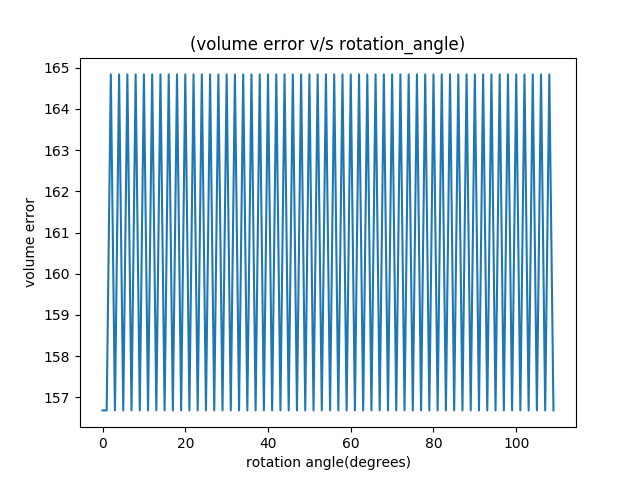 (volume error v/s rotation_angle)
165
164
163
162
161
160
159
158
157
volume error
0 20 40 60 80 100
rotation angle(degrees)